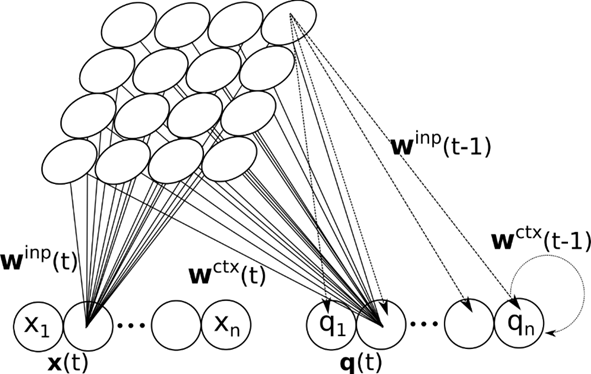 w^inp(t-1)
w^inp(t)
w^ctx(t)
w^ctx(t-1)
x_1 ... x_n
q_1 ... q_n
x(t)
q(t)